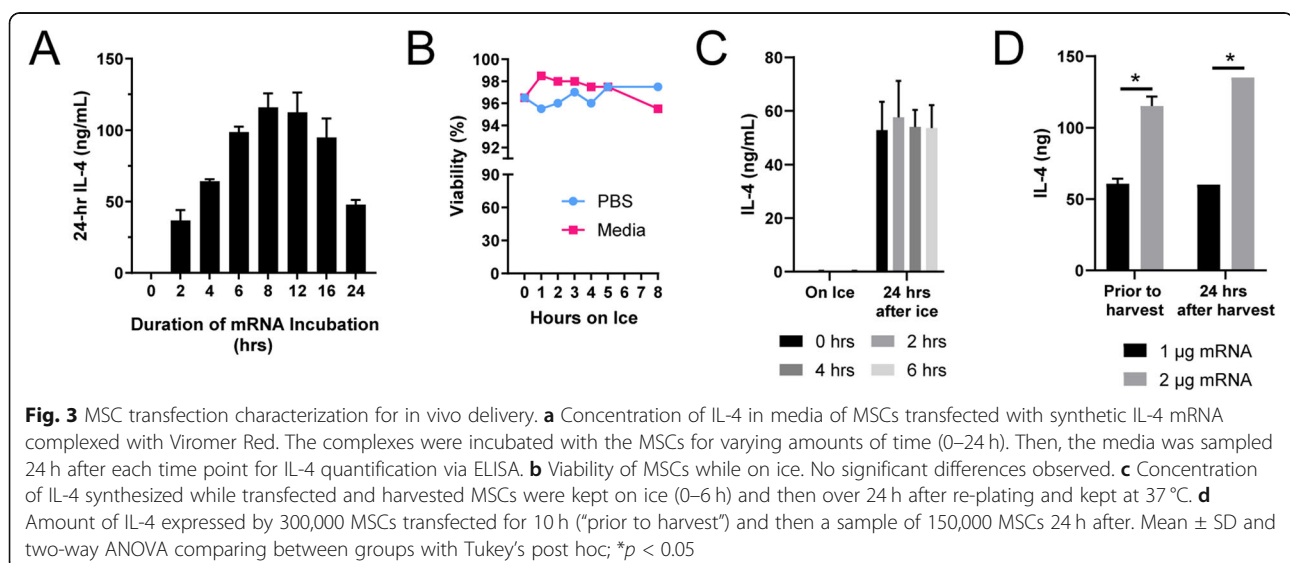 A
24-hr IL-4 (ng/mL)
150
100
50
0
0 2 4 6 8 12 16 24
Duration of mRNA Incubation
(hrs)
B
Viability (%)
100
98
96
94
92
90
60
30
0
PBS
Media
0 1 2 3 4 5 6 7 8
Hours on Ice
C
IL-4 (ng/mL)
80
60
40
20
0
On Ice 24 hrs
after ice
0 hrs 2 hrs
4 hrs 6 hrs
D
IL-4 (ng)
150
100
50
0
* *
Prior to 24 hrs
harvest after harvest
1 µg mRNA
2 µg mRNA
Fig. 3 MSC transfection characterization for in vivo delivery. a Concentration of IL-4 in media of MSCs transfected with synthetic IL-4 mRNA
complexed with Viromer Red. The complexes were incubated with the MSCs for varying amounts of time (0–24 h). Then, the media was sampled
24 h after each time point for IL-4 quantification via ELISA. b Viability of MSCs while on ice. No significant differences observed. c Concentration
of IL-4 synthesized while transfected and harvested MSCs were kept on ice (0–6 h) and then over 24 h after re-plating and kept at 37 °C. d
Amount of IL-4 expressed by 300,000 MSCs transfected for 10 h (“prior to harvest”) and then a sample of 150,000 MSCs 24 h after. Mean ± SD and
two-way ANOVA comparing between groups with Tukey’s post hoc; *p < 0.05